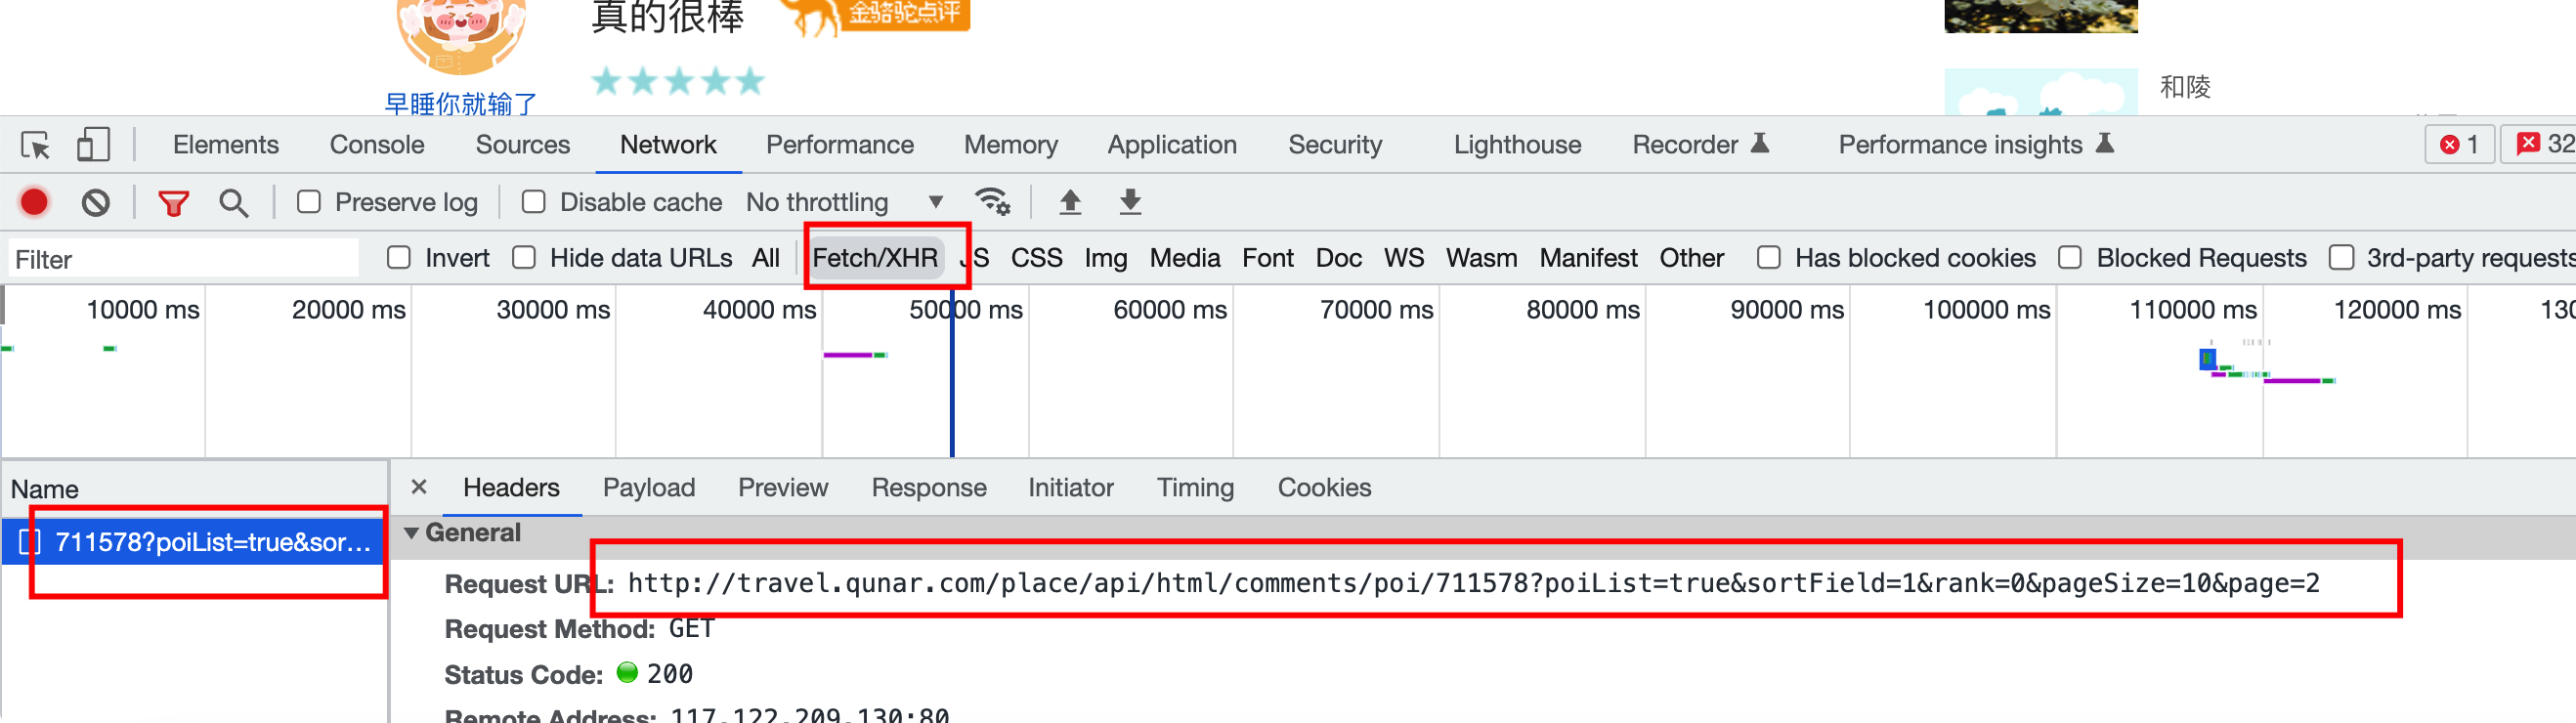 真的很棒 金骆驼点评
早睡你就输了
和陵
Elements Console Sources Network Performance Memory Application Security Lighthouse Recorder Performance insights 1 32
Preserve log Disable cache No throttling
Filter Invert Hide data URLs All Fetch/XHR JS CSS Img Media Font Doc WS Wasm Manifest Other Has blocked cookies Blocked Requests 3rd-party requests
10000 ms 20000 ms 30000 ms 40000 ms 50000 ms 60000 ms 70000 ms 80000 ms 90000 ms 100000 ms 110000 ms 120000 ms 130
Name × Headers Payload Preview Response Initiator Timing Cookies
711578?poiList=true&sor…
General
Request URL: http://travel.qunar.com/place/api/html/comments/poi/711578?poiList=true&sortField=1&rank=0&pageSize=10&page=2
Request Method: GET
Status Code: 200
Remote Address: 117.122.209.130:80